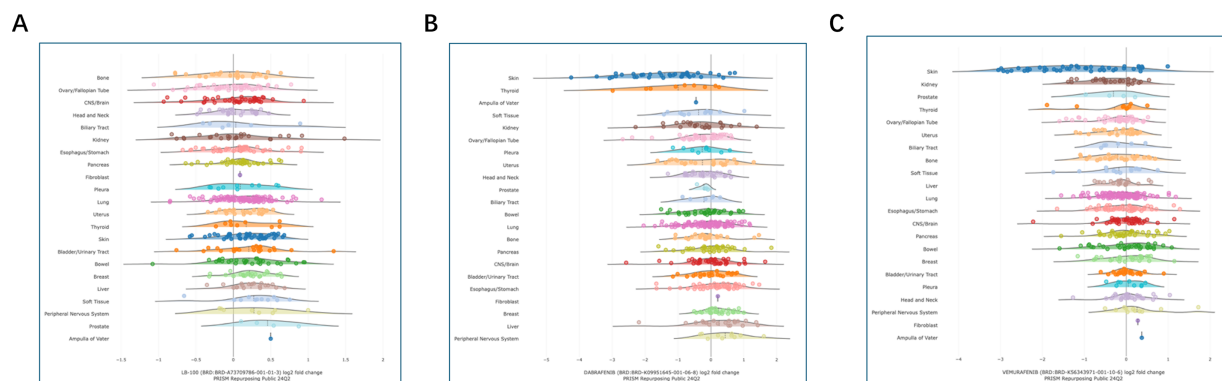 A
Bone
Ovary/Fallopian Tube
CNS/Brain
Head and Neck
Biliary Tract
Kidney
Esophagus/Stomach
Pancreas
Fibroblast
Pleura
Lung
Uterus
Thyroid
Skin
Bladder/Urinary Tract
Bowel
Breast
Liver
Soft Tissue
Peripheral Nervous System
Prostate
Ampulla of Vater
−1.5 −1 −0.5 0 0.5 1 1.5 2
LB-100 (BRD:BRD-A73709786-001-01-3) log2 fold change
PRISM Repurposing Public 24Q2
B
Skin
Thyroid
Ampulla of Vater
Soft Tissue
Kidney
Ovary/Fallopian Tube
Pleura
Uterus
Head and Neck
Prostate
Biliary Tract
Bowel
Lung
Bone
Pancreas
CNS/Brain
Bladder/Urinary Tract
Esophagus/Stomach
Fibroblast
Breast
Liver
Peripheral Nervous System
−5 −4 −3 −2 −1 0 1 2
DABRAFENIB (BRD:BRD-K09951645-001-06-8) log2 fold change
PRISM Repurposing Public 24Q2
C
Skin
Kidney
Prostate
Thyroid
Ovary/Fallopian Tube
Uterus
Biliary Tract
Bone
Soft Tissue
Liver
Lung
Esophagus/Stomach
CNS/Brain
Pancreas
Bowel
Breast
Bladder/Urinary Tract
Pleura
Head and Neck
Peripheral Nervous System
Fibroblast
Ampulla of Vater
−4 −3 −2 −1 0 1 2
VEMURAFENIB (BRD:BRD-K56343971-001-10-6) log2 fold change
PRISM Repurposing Public 24Q2